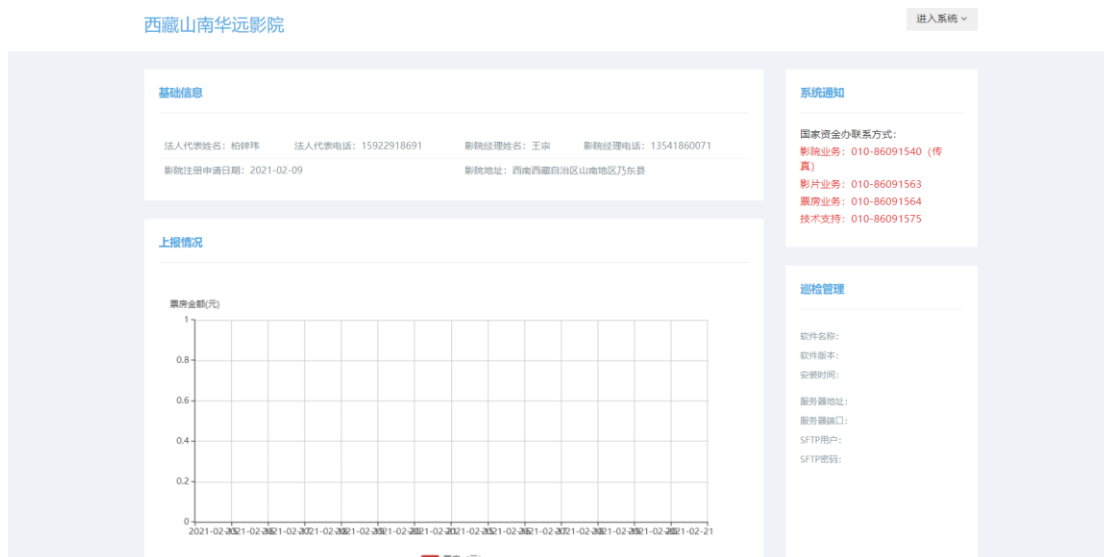 西藏山南华远影院
进入系统
基础信息
法人代表姓名：柏锌玮 法人代表电话：15922918691 影院经理姓名：王宗 影院经理电话：13541860071
影院注册申请日期：2021-02-09 影院地址：西南西藏自治区山南地区乃东县
上报情况
票房金额(元)
1
0.8
0.6
0.4
0.2
0
2021-02-21
系统通知
国家资金办联系方式：
影院业务：010-86091540（传
真）
影片业务：010-86091563
票房业务：010-86091564
技术支持：010-86091575
巡检管理
软件名称：
软件版本：
安装时间：
服务器地址：
服务器端口：
SFTP用户：
SFTP密码：